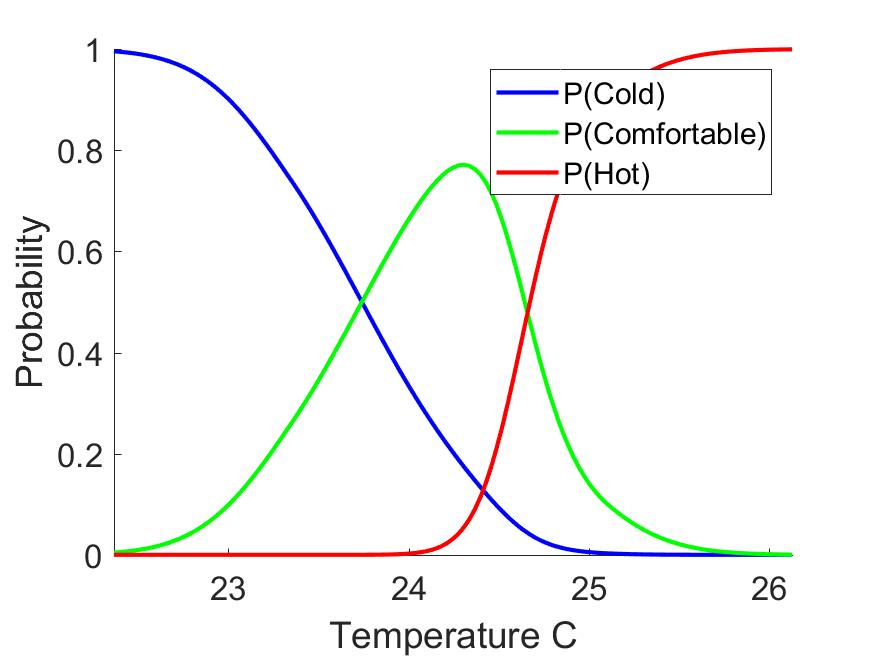 1
0.8
0.6
0.4
0.2
0
Probability
P(Cold)
P(Comfortable)
P(Hot)
23 24 25 26
Temperature C